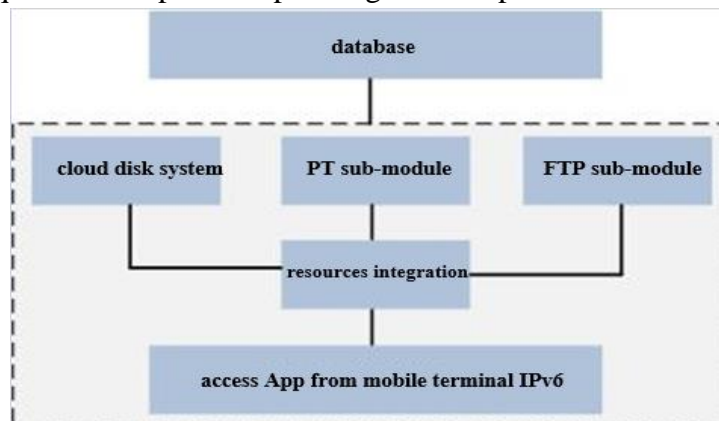 database
cloud disk system
PT sub-module
FTP sub-module
resources integration
access App from mobile terminal IPv6